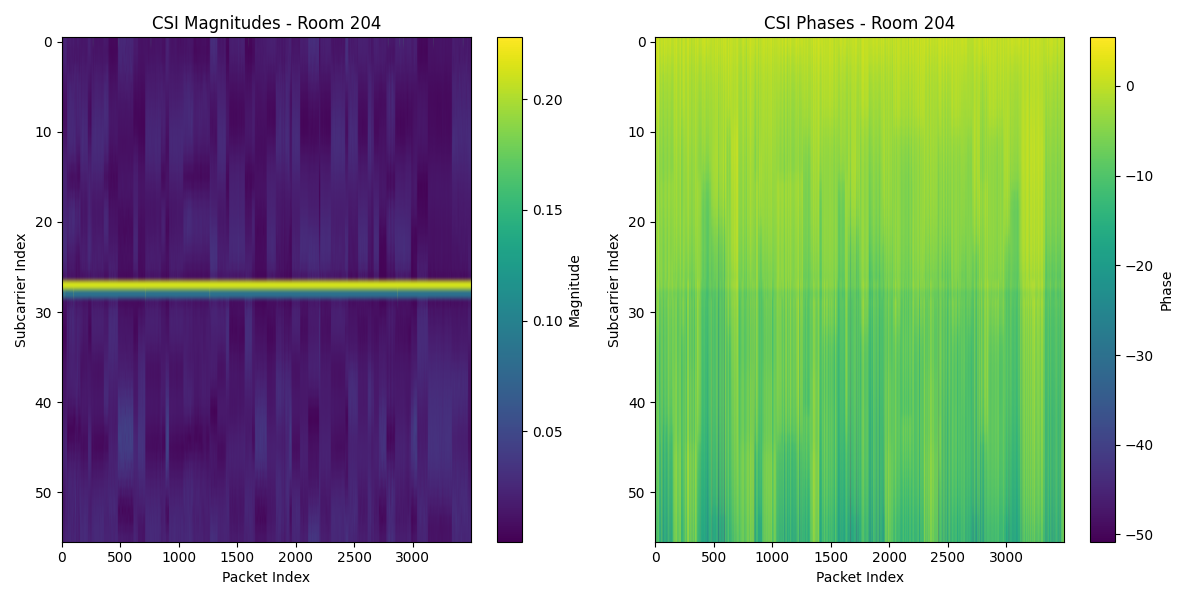 CSI Magnitudes - Room 204
0
10
20
30
40
50
Subcarrier Index
0 500 1000 1500 2000 2500 3000
Packet Index
0.20
0.15
0.10
0.05
Magnitude
CSI Phases - Room 204
0
10
20
30
40
50
Subcarrier Index
0 500 1000 1500 2000 2500 3000
Packet Index
0
−10
−20
−30
−40
−50
Phase